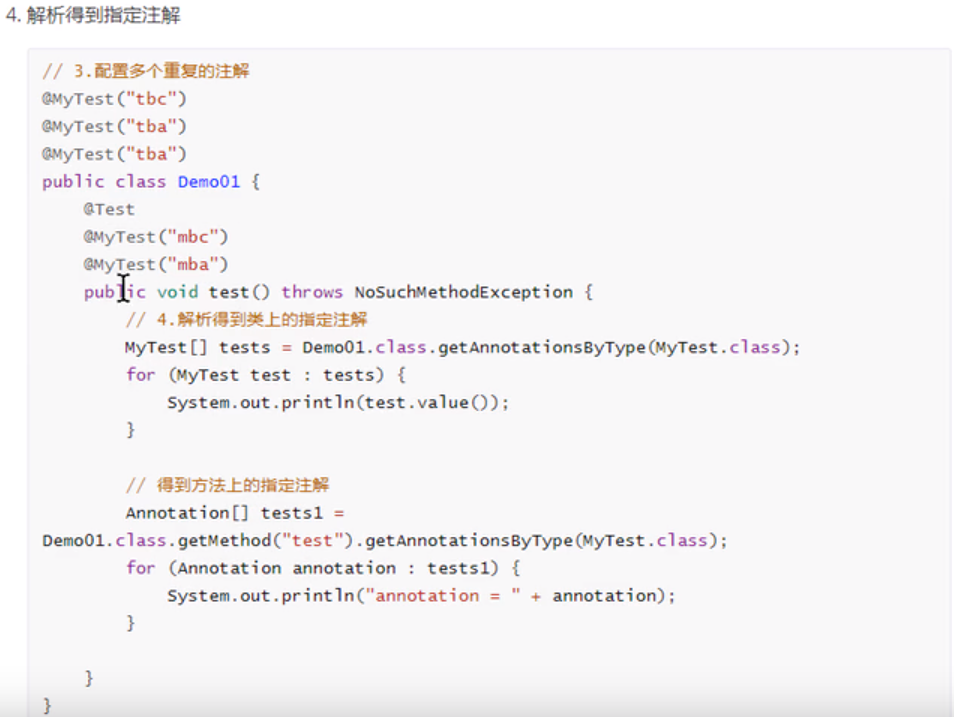 4. 解析得到指定注解
// 3.配置多个重复的注解
@MyTest("tbc")
@MyTest("tba")
@MyTest("tba")
public class Demo01 {
@Test
@MyTest("mbc")
@MyTest("mba")
public void test() throws NoSuchMethodException {
// 4.解析得到类上的指定注解
MyTest[] tests = Demo01.class.getAnnotationsByType(MyTest.class);
for (MyTest test : tests) {
System.out.println(test.value());
}
// 得到方法上的指定注解
Annotation[] tests1 =
Demo01.class.getMethod("test").getAnnotationsByType(MyTest.class);
for (Annotation annotation : tests1) {
System.out.println("annotation = " + annotation);
}
}
}